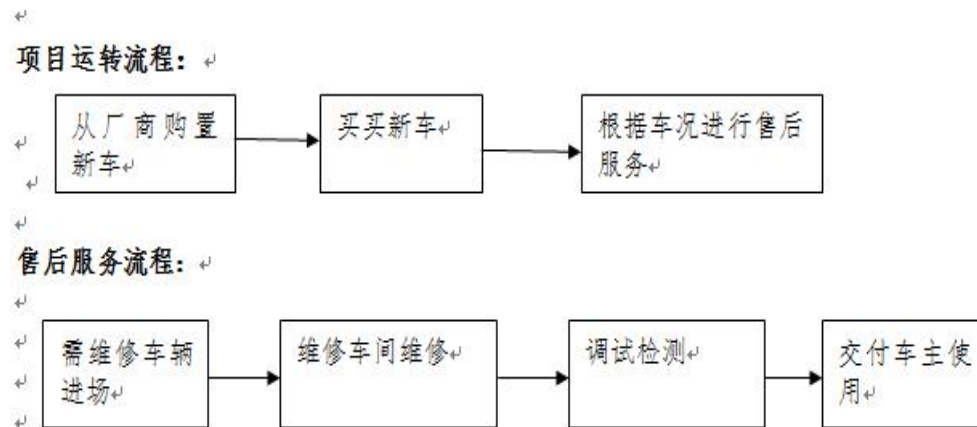 项目运转流程：
从厂商购置
新车
买买新车
根据车况进行售后
服务
售后服务流程：
需维修车辆
进场
维修车间维修
调试检测
交付车主使
用